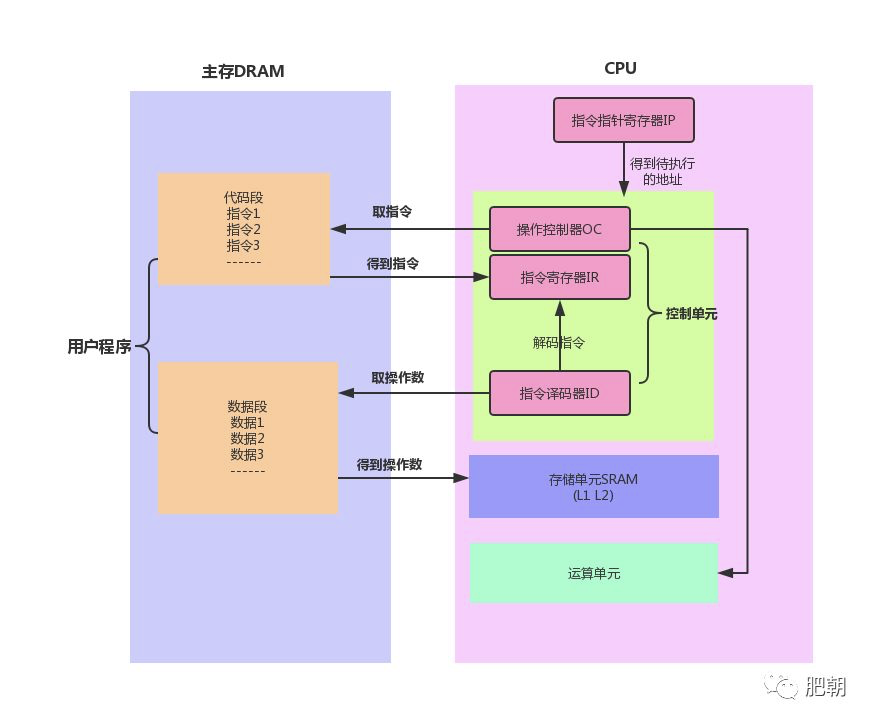 主存DRAM
CPU
指令指针寄存器IP
得到待执行
的地址
代码段
指令1
指令2
指令3
------
取指令
操作控制器OC
得到指令
指令寄存器IR
控制单元
用户程序
解码指令
取操作数
指令译码器ID
数据段
数据1
数据2
数据3
------
得到操作数
存储单元SRAM
(L1 L2)
运算单元
肥朝